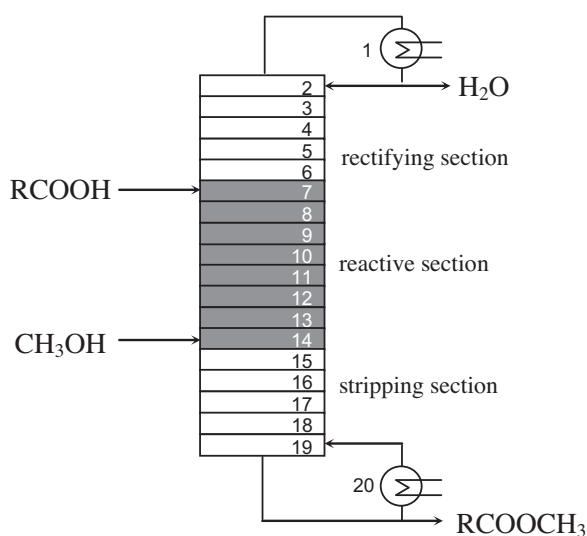 1
2
H₂O
3
4
5
rectifying section
6
RCOOH
7
8
9
10
reactive section
11
12
13
CH₃OH
14
15
16
stripping section
17
18
19
20
RCOOCH₃